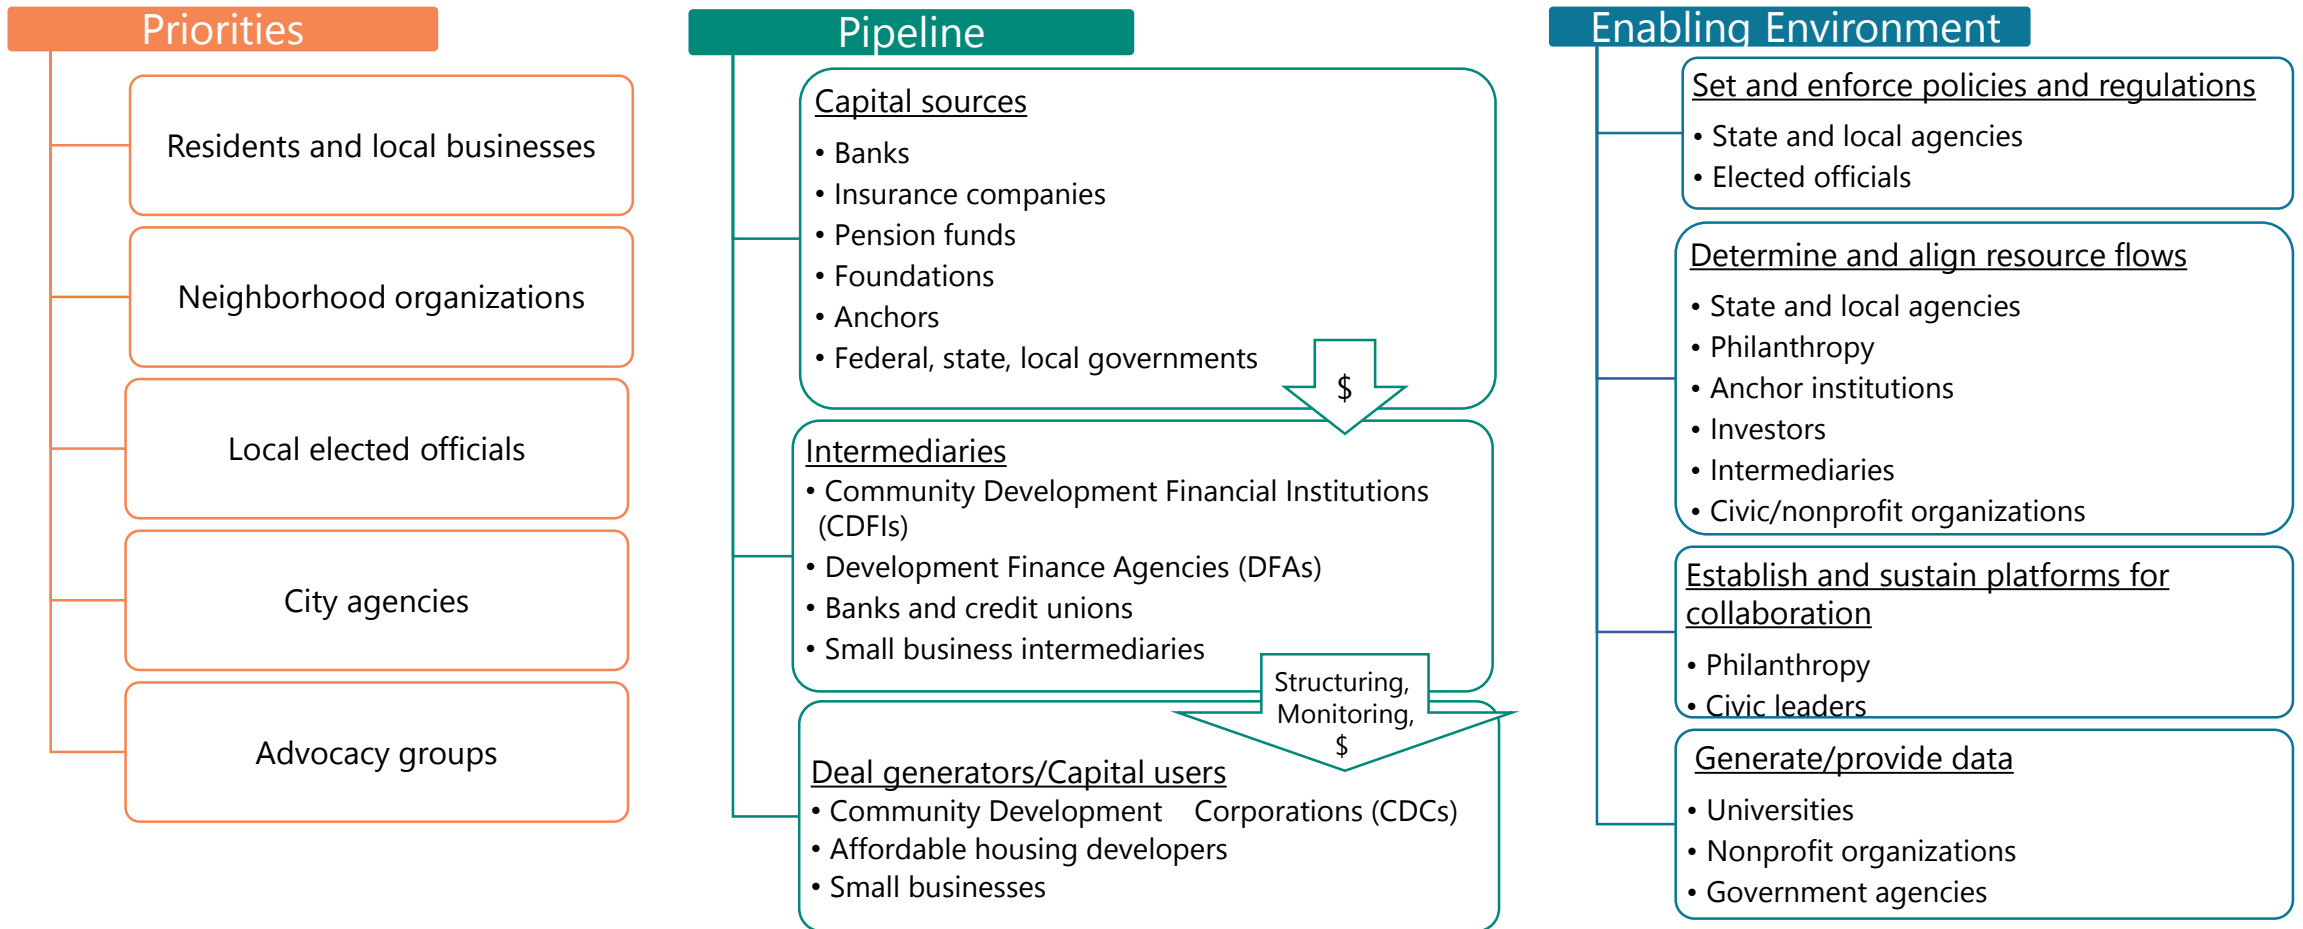 Priorities
Residents and local businesses
Neighborhood organizations
Local elected officials
City agencies
Advocacy groups
Pipeline
Capital sources
• Banks
• Insurance companies
• Pension funds
• Foundations
• Anchors
• Federal, state, local governments
$
Intermediaries
• Community Development Financial Institutions
(CDFIs)
• Development Finance Agencies (DFAs)
• Banks and credit unions
• Small business intermediaries
Structuring,
Monitoring,
$
Deal generators/Capital users
• Community Development Corporations (CDCs)
• Affordable housing developers
• Small businesses
Enabling Environment
Set and enforce policies and regulations
• State and local agencies
• Elected officials
Determine and align resource flows
• State and local agencies
• Philanthropy
• Anchor institutions
• Investors
• Intermediaries
• Civic/nonprofit organizations
Establish and sustain platforms for
collaboration
• Philanthropy
• Civic leaders
Generate/provide data
• Universities
• Nonprofit organizations
• Government agencies